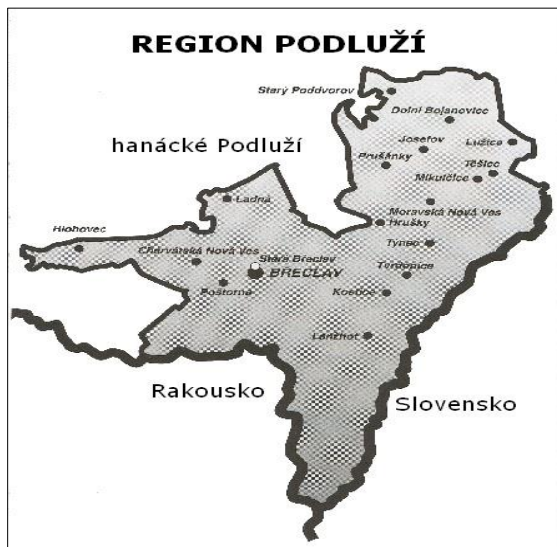 REGION PODLUŽÍ
Starý Poddvorov
Dolní Bojanovice
hanácké Podluží
Josefov
Lužice
Prušánky
Těšice
Mikulčice
Ladná
Moravská Nová Ves
Hrušky
Hlohovec
Týnec
Charvátská Nová Ves
Stará Břeclav
BŘECLAV
Tvrdonice
Poštorná
Kostice
Lanžhot
Rakousko
Slovensko